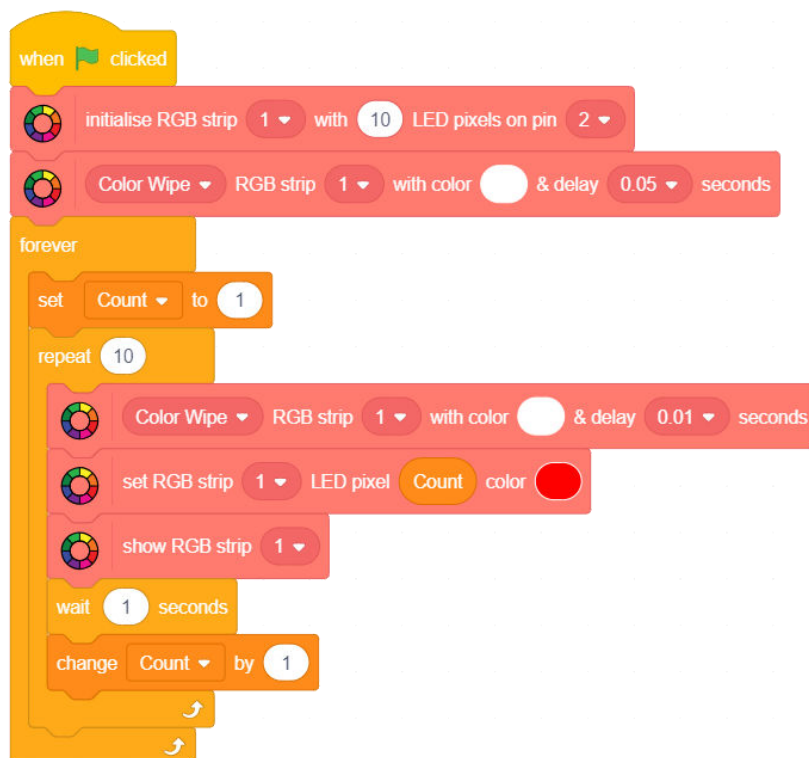 when clicked
initialise RGB strip 1 with 10 LED pixels on pin 2
Color Wipe RGB strip 1 with color & delay 0.05 seconds
forever
set Count to 1
repeat 10
Color Wipe RGB strip 1 with color & delay 0.01 seconds
set RGB strip 1 LED pixel Count color
show RGB strip 1
wait 1 seconds
change Count by 1